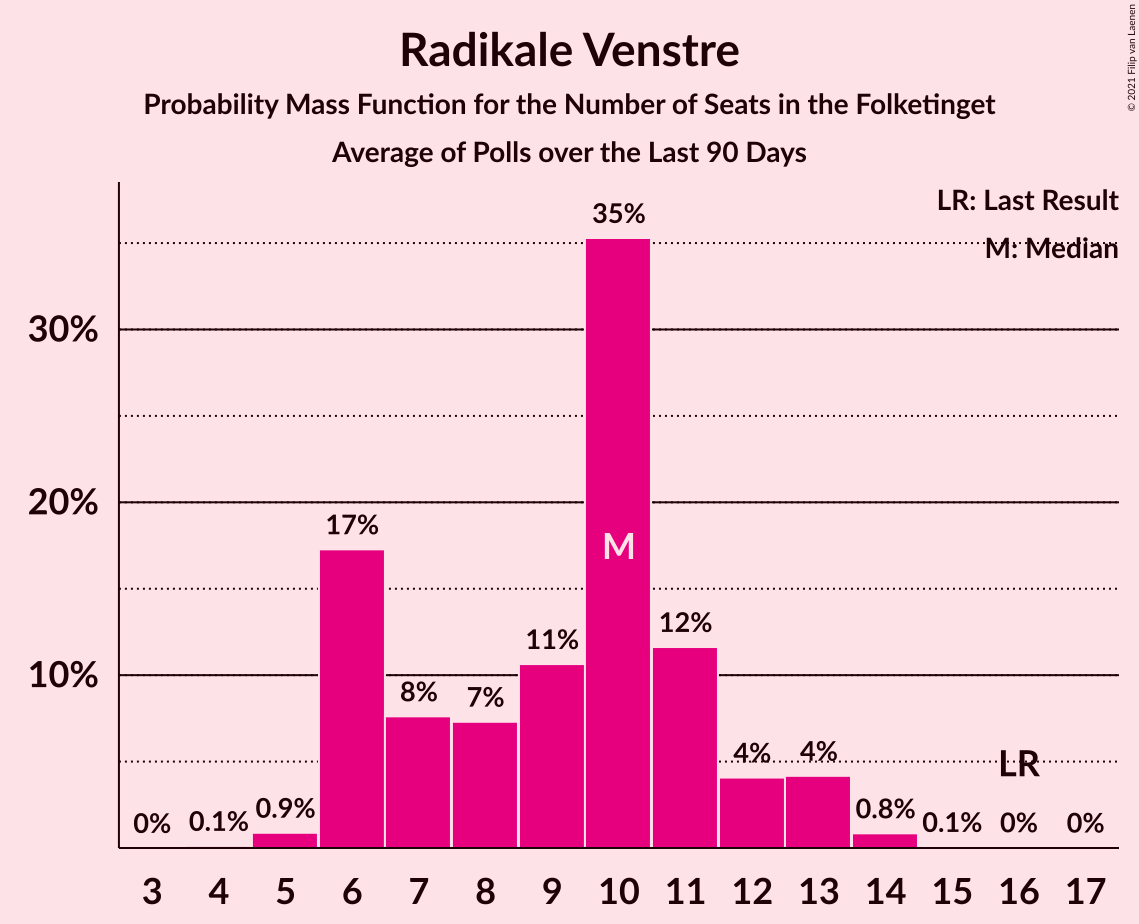 Radikale Venstre
Probability Mass Function for the Number of Seats in the Folketinget
Average of Polls over the Last 90 Days
© 2021 Filip van Laenen
LR: Last Result
M: Median
30%
20%
10%
0%
0.1%
0.9%
17%
8%
7%
11%
35%
M
12%
4%
4%
0.8%
0.1%
LR
0%
0%
3 4 5 6 7 8 9 10 11 12 13 14 15 16 17